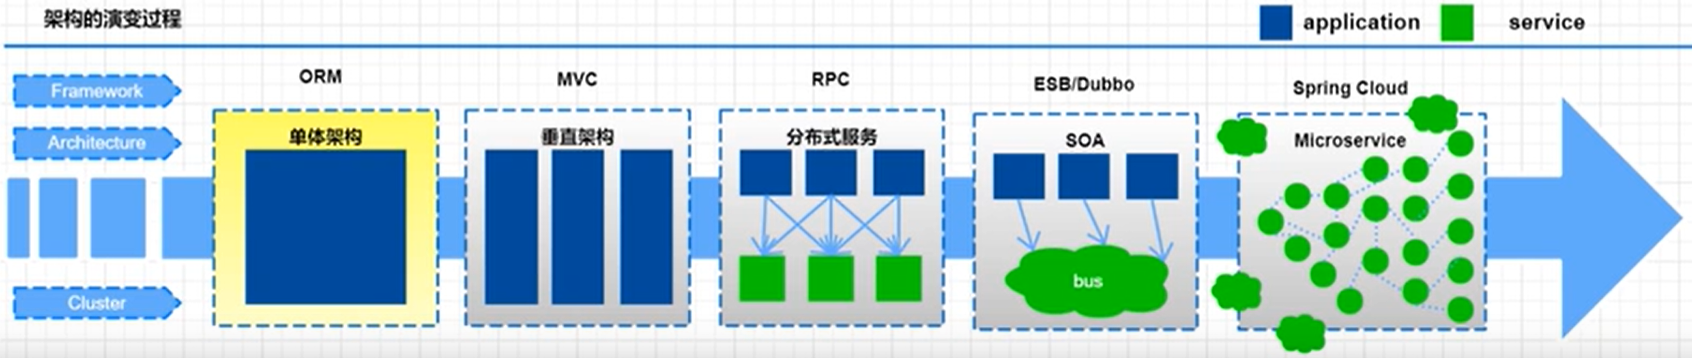 架构的演变过程
application
service
Framework
ORM
MVC
RPC
ESB/Dubbo
Spring Cloud
Architecture
单体架构
垂直架构
分布式服务
SOA
Microservice
bus
Cluster